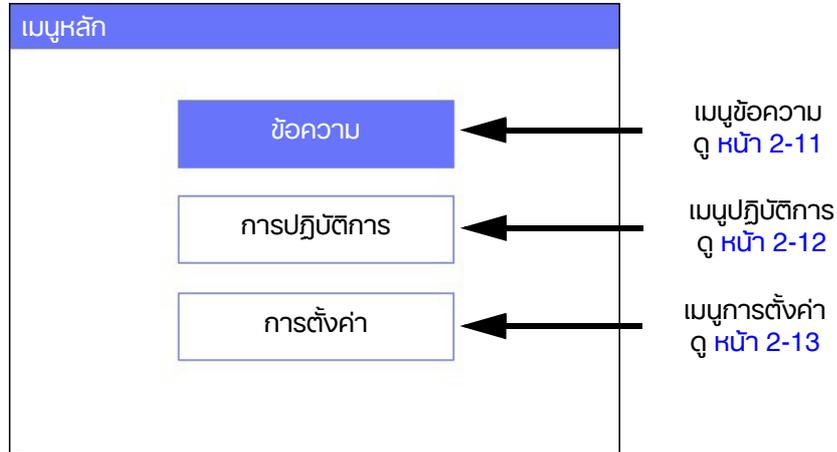 เมนูหลัก
ข้อความ
เมนูข้อความ
ดู หน้า 2-11
การปฏิบัติการ
เมนูปฏิบัติการ
ดู หน้า 2-12
การตั้งค่า
เมนูการตั้งค่า
ดู หน้า 2-13